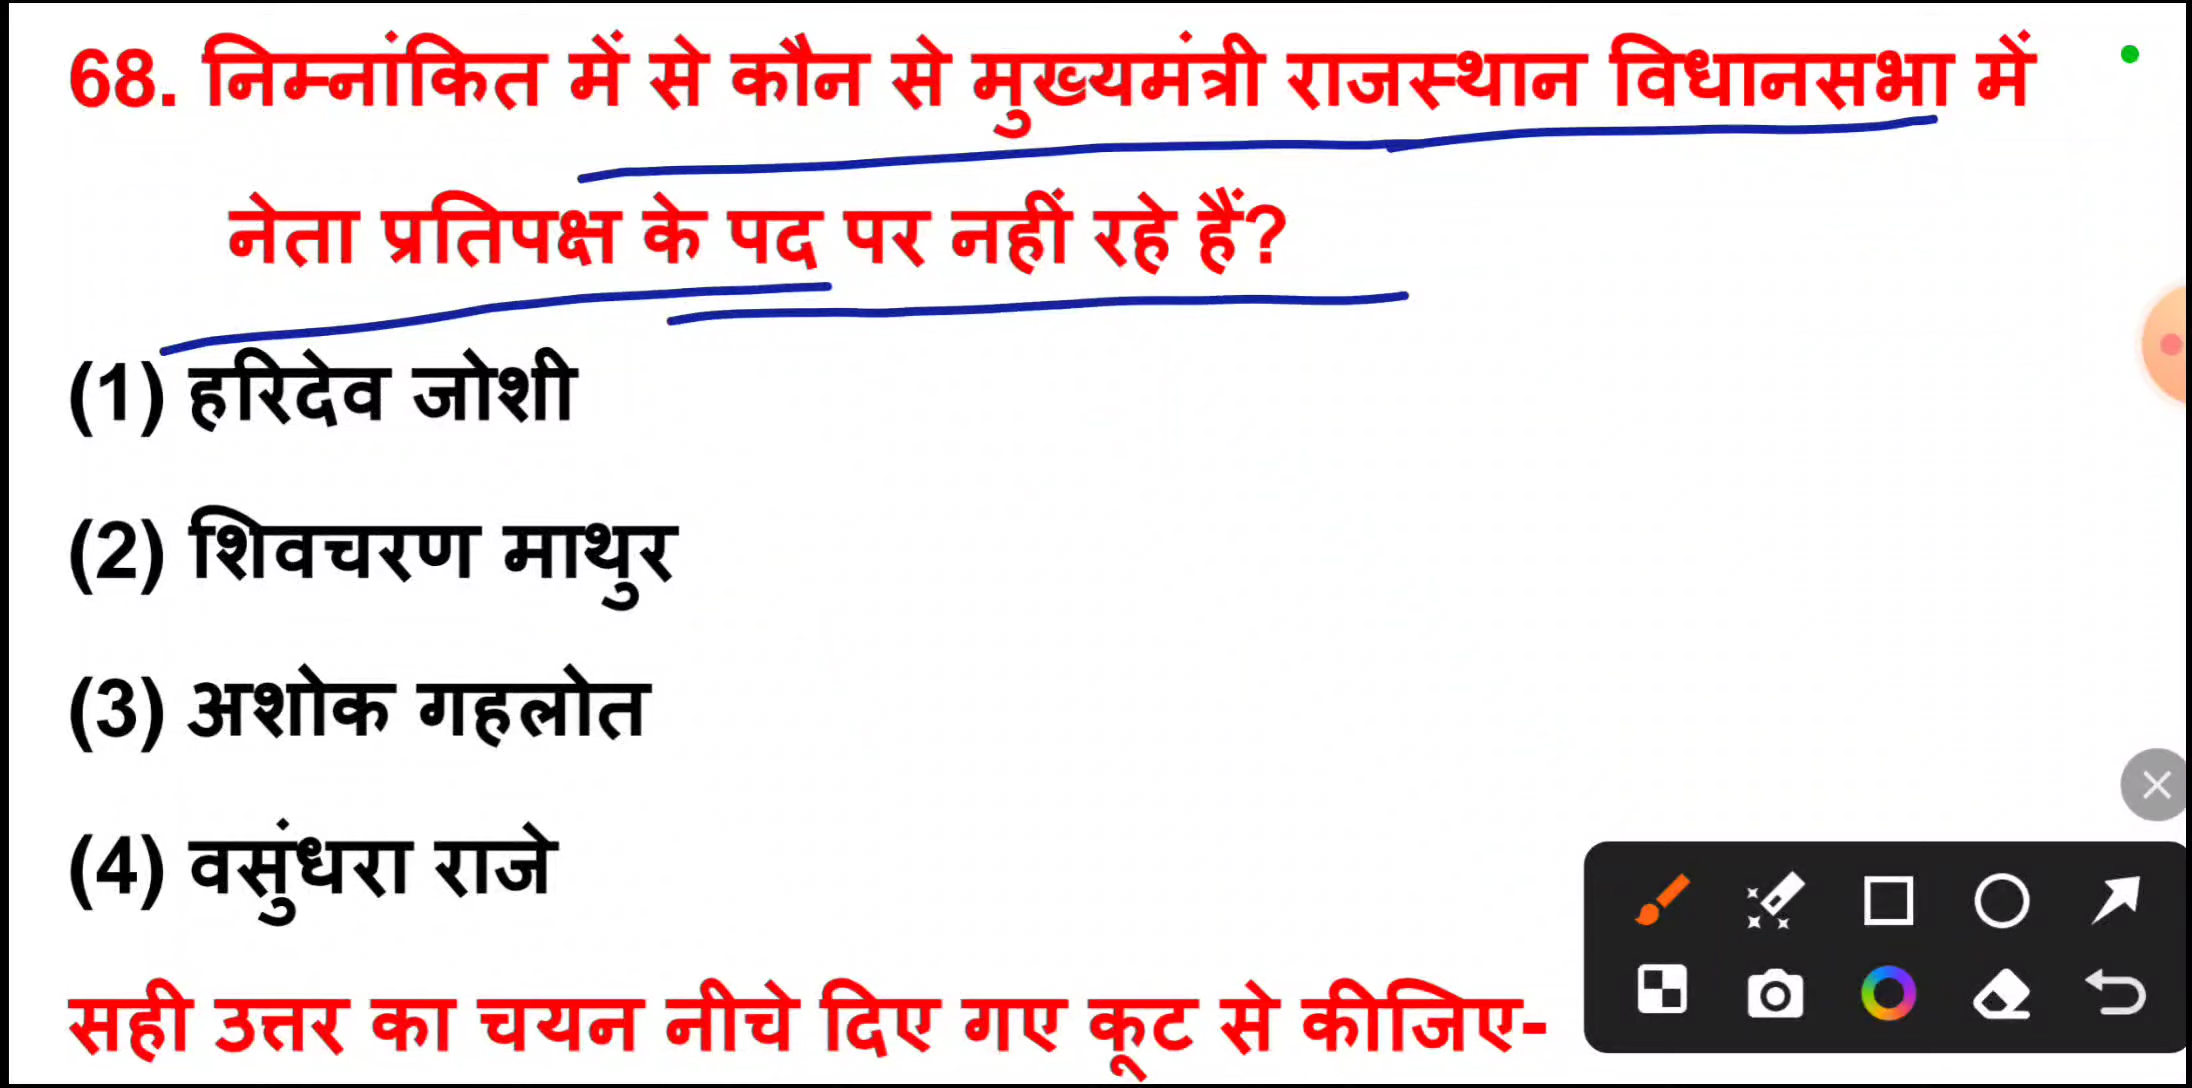 68. निम्नांकित में से कौन से मुख्यमंत्री राजस्थान विधानसभा में
नेता प्रतिपक्ष के पद पर नहीं रहे हैं?
(1) हरिदेव जोशी
(2) शिवचरण माथुर
(3) अशोक गहलोत
(4) वसुंधरा राजे
सही उत्तर का चयन नीचे दिए गए कूट से कीजिए-